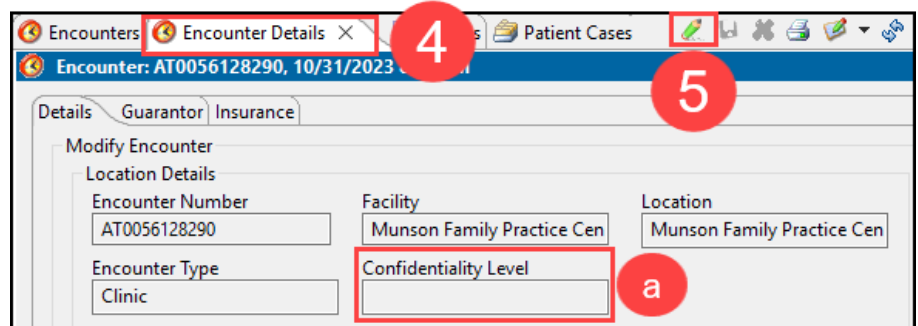 Encounters Encounter Details 4 s Patient Cases
Encounter: AT0056128290, 10/31/2023
5
Details Guarantor Insurance
Modify Encounter
Location Details
Encounter Number Facility Location
AT0056128290 Munson Family Practice Cen Munson Family Practice Cen
Encounter Type Confidentiality Level
Clinic a